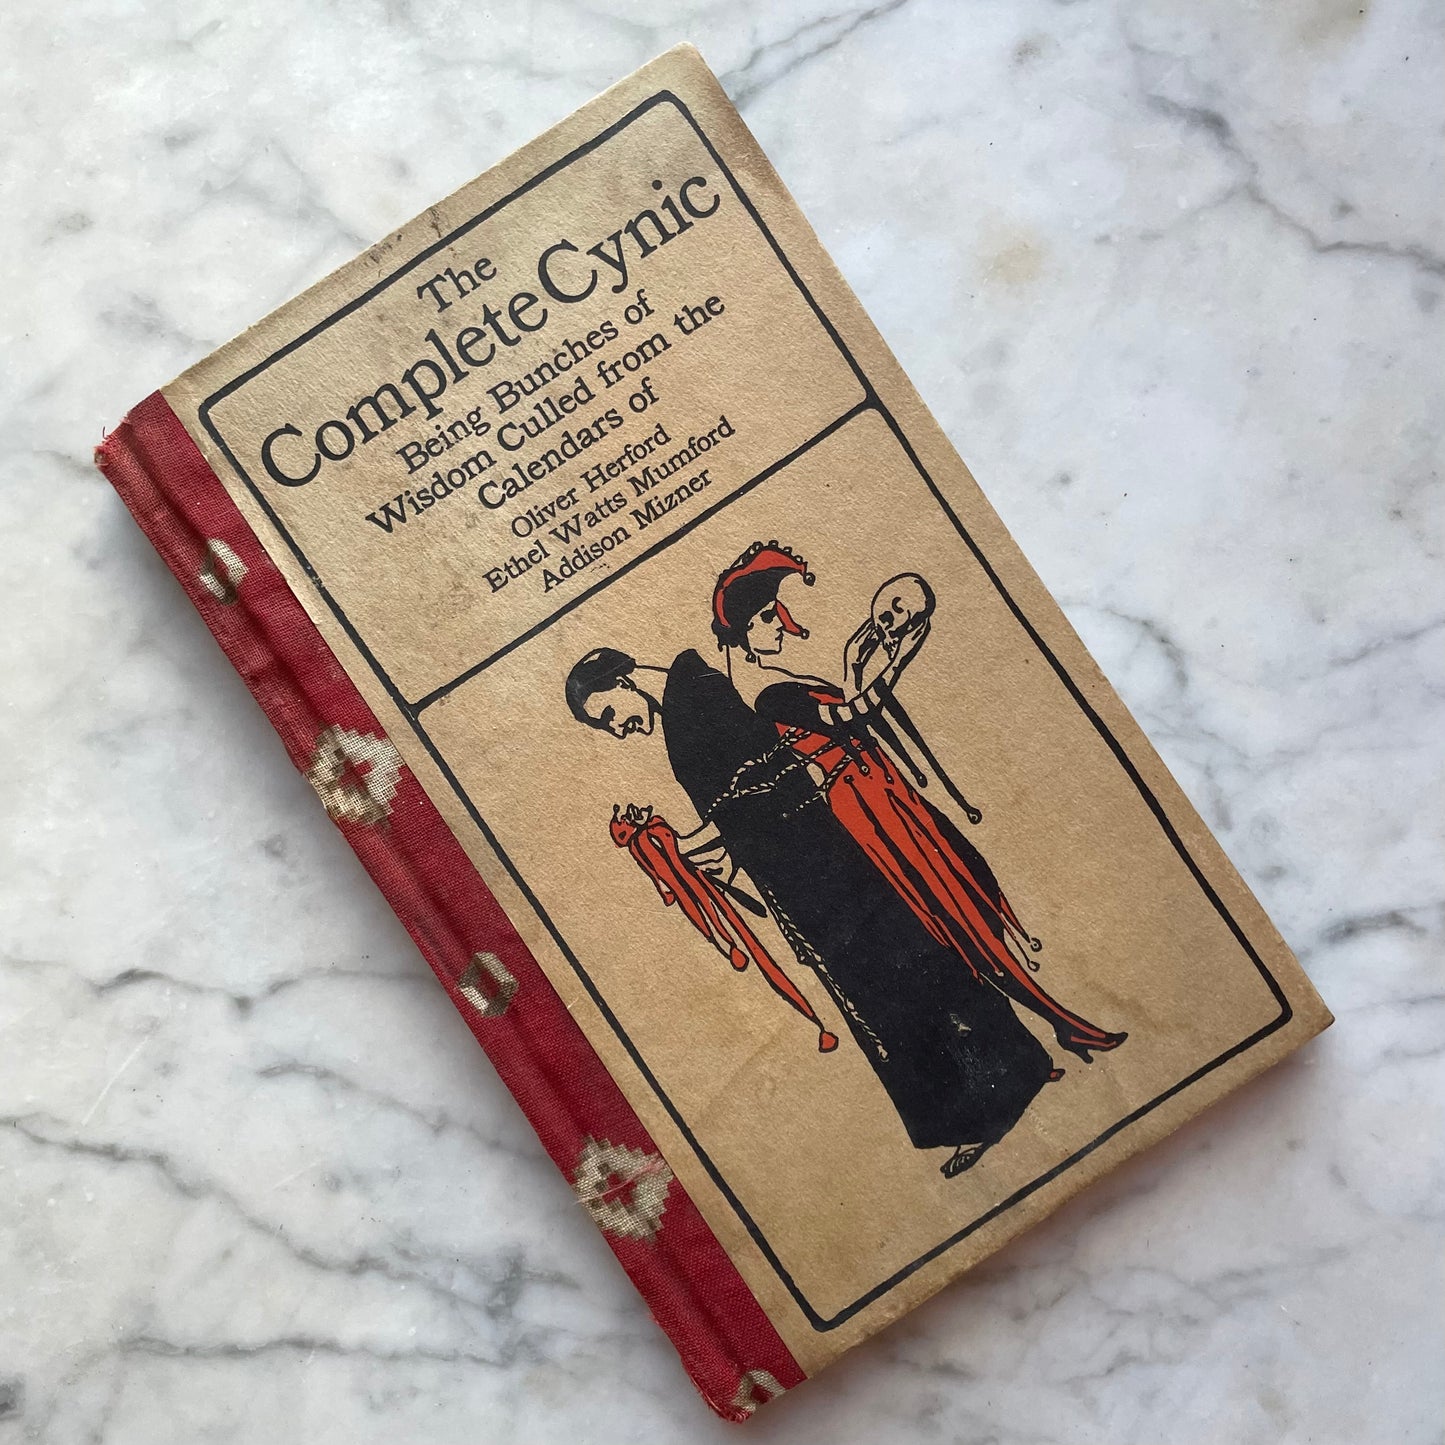 The
Complete Cynic
Being Bunches of
Wisdom Culled from the
Calendars of
Oliver Herford
Ethel Watts Mumford
Addison Mizner